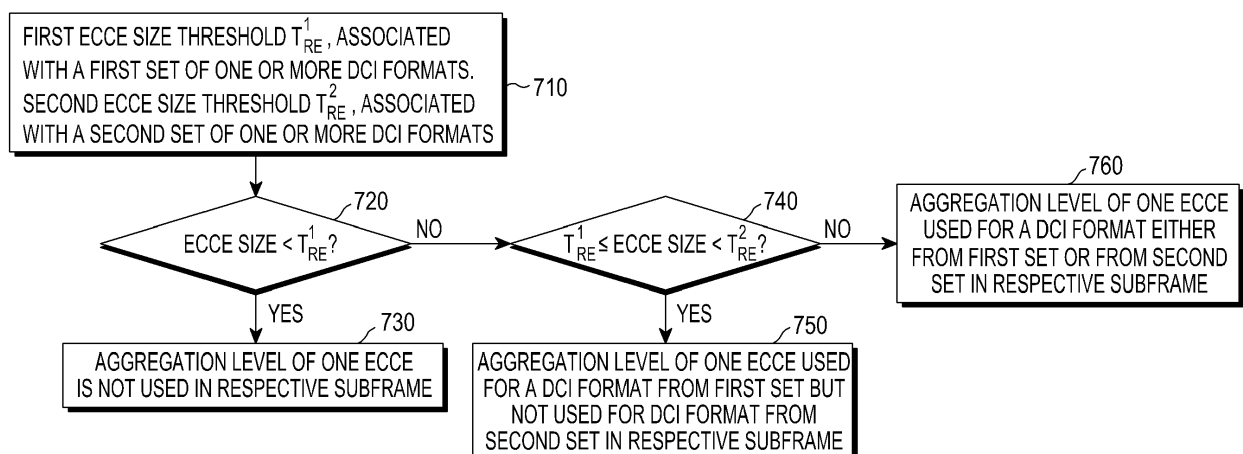 FIRST ECCE SIZE THRESHOLD T¹RE, ASSOCIATED
WITH A FIRST SET OF ONE OR MORE DCI FORMATS.
SECOND ECCE SIZE THRESHOLD T²RE, ASSOCIATED
WITH A SECOND SET OF ONE OR MORE DCI FORMATS
710
720
ECCE SIZE < T¹RE?
NO
YES
730
AGGREGATION LEVEL OF ONE ECCE
IS NOT USED IN RESPECTIVE SUBFRAME
740
T¹RE ≤ ECCE SIZE < T²RE?
NO
YES
750
AGGREGATION LEVEL OF ONE ECCE USED
FOR A DCI FORMAT FROM FIRST SET BUT
NOT USED FOR DCI FORMAT FROM
SECOND SET IN RESPECTIVE SUBFRAME
760
AGGREGATION LEVEL OF ONE ECCE
USED FOR A DCI FORMAT EITHER
FROM FIRST SET OR FROM SECOND
SET IN RESPECTIVE SUBFRAME